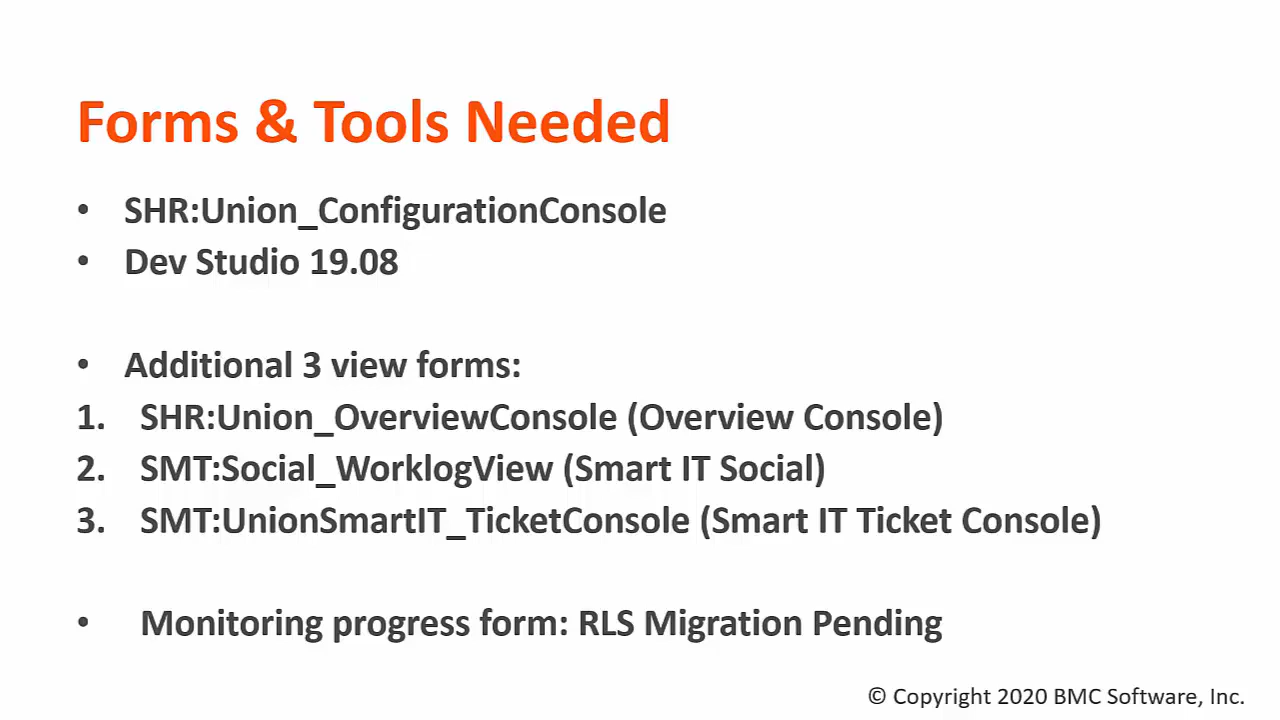 Forms & Tools Needed
• SHR:Union_ConfigurationConsole
• Dev Studio 19.08
• Additional 3 view forms:
1. SHR:Union_OverviewConsole (Overview Console)
2. SMT:Social_WorklogView (Smart IT Social)
3. SMT:UnionSmartIT_TicketConsole (Smart IT Ticket Console)
• Monitoring progress form: RLS Migration Pending
© Copyright 2020 BMC Software, Inc.